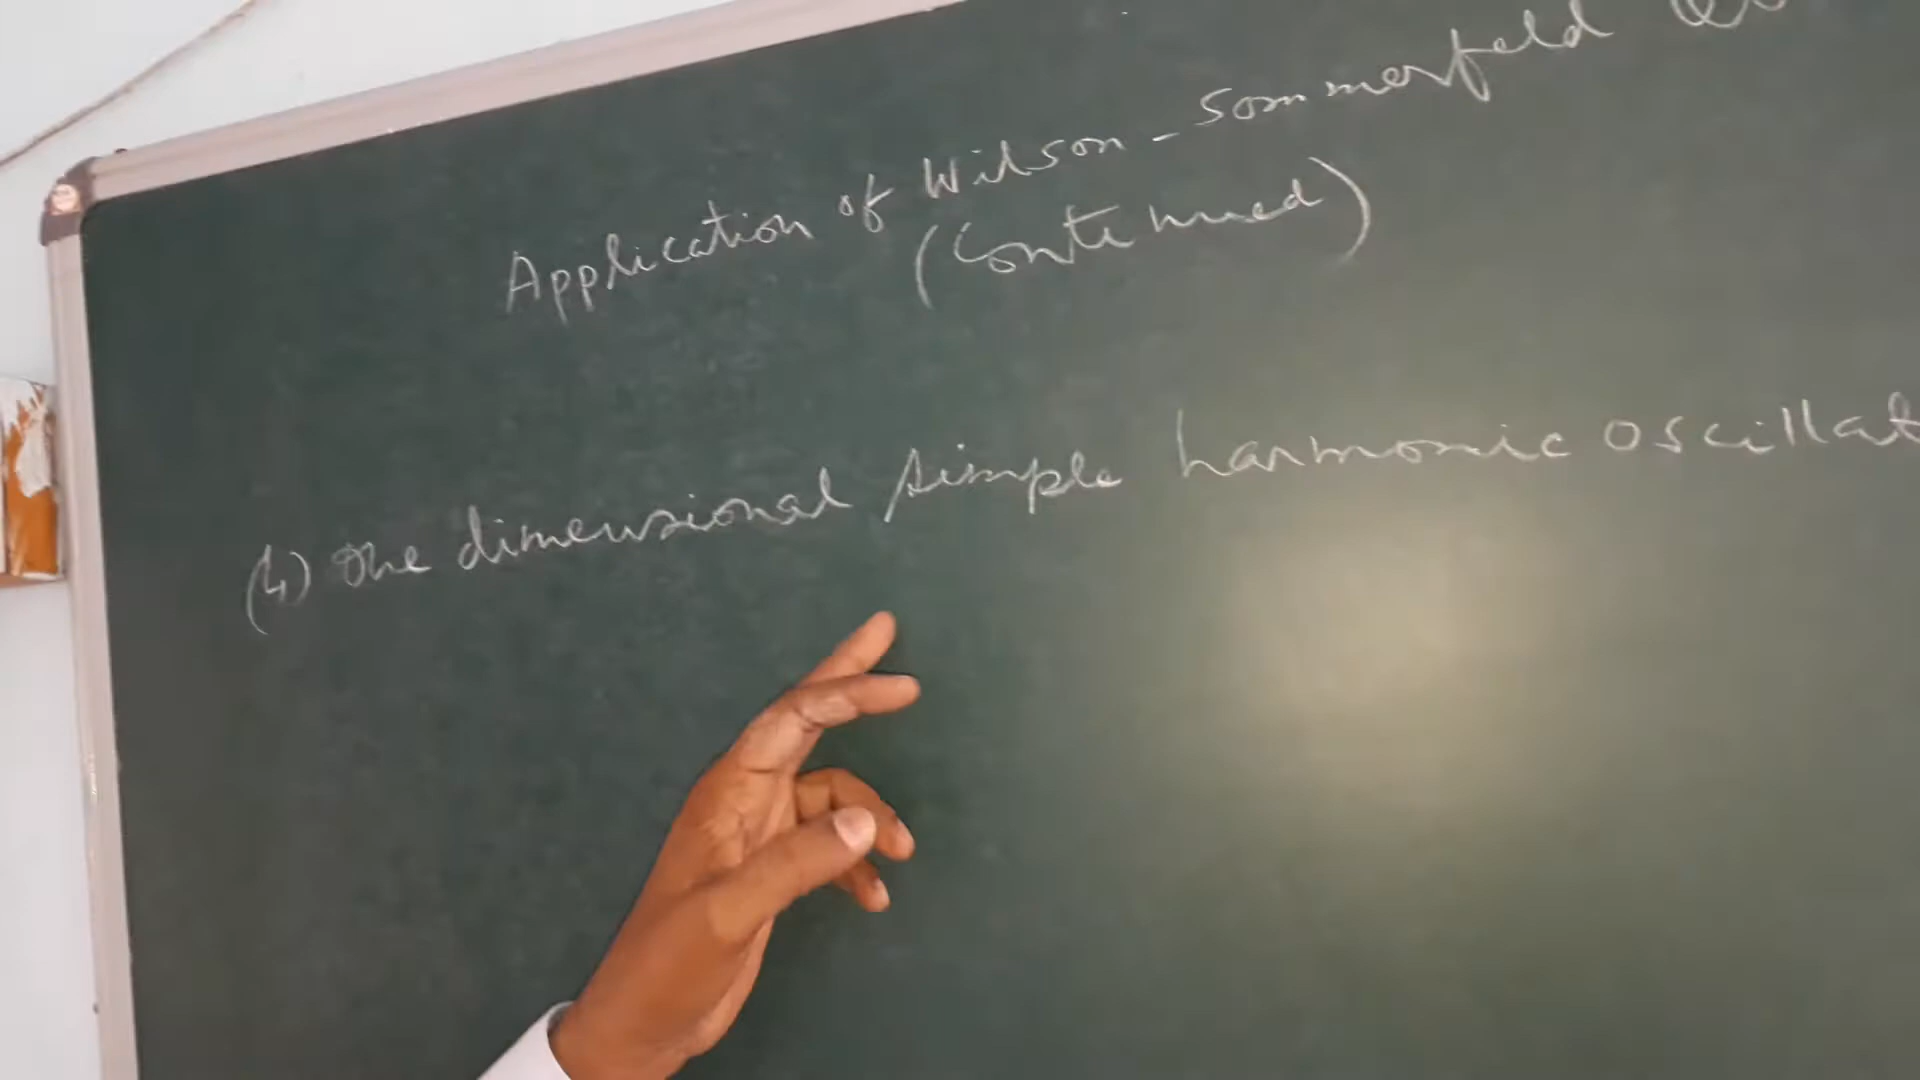 Application of Wilson - Sommerfeld
(Continued)
(4) One dimensional simple harmonic oscillat